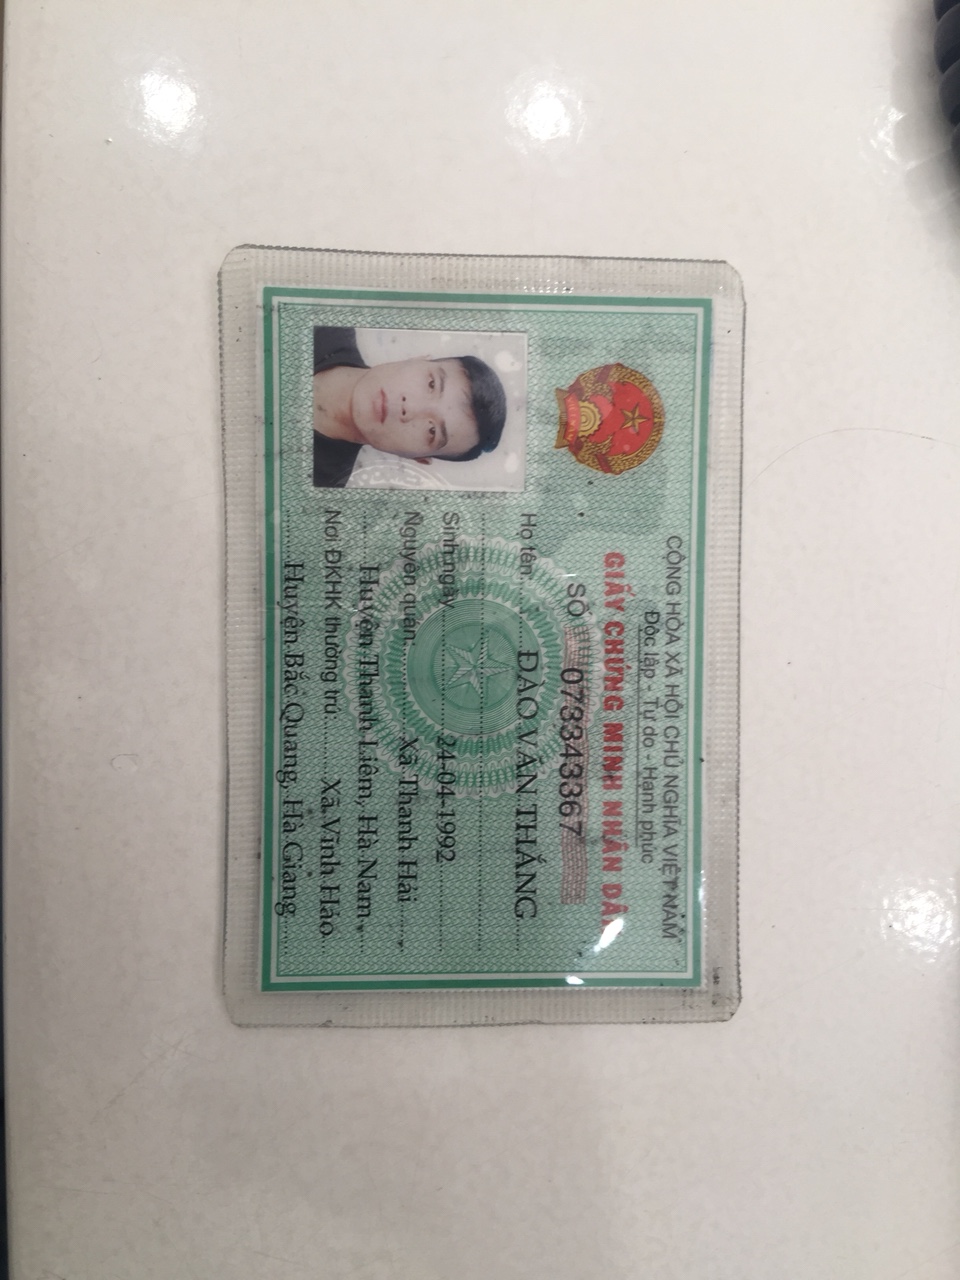 CỘNG HÒA XÃ HỘI CHỦ NGHĨA VIỆT NAM
Độc lập - Tự do - Hạnh phúc
GIẤY CHỨNG MINH NHÂN DÂN
SỐ 073343367
Họ tên: ĐÀO VĂN THẮNG
Sinh ngày 24-04-1992
Nguyên quán: Xã Thanh Hải
Huyện Thanh Liêm, Hà Nam
Nơi ĐKHK thường trú: Xã Vĩnh Hảo
Huyện Bắc Quang, Hà Giang
VIỆT NAM